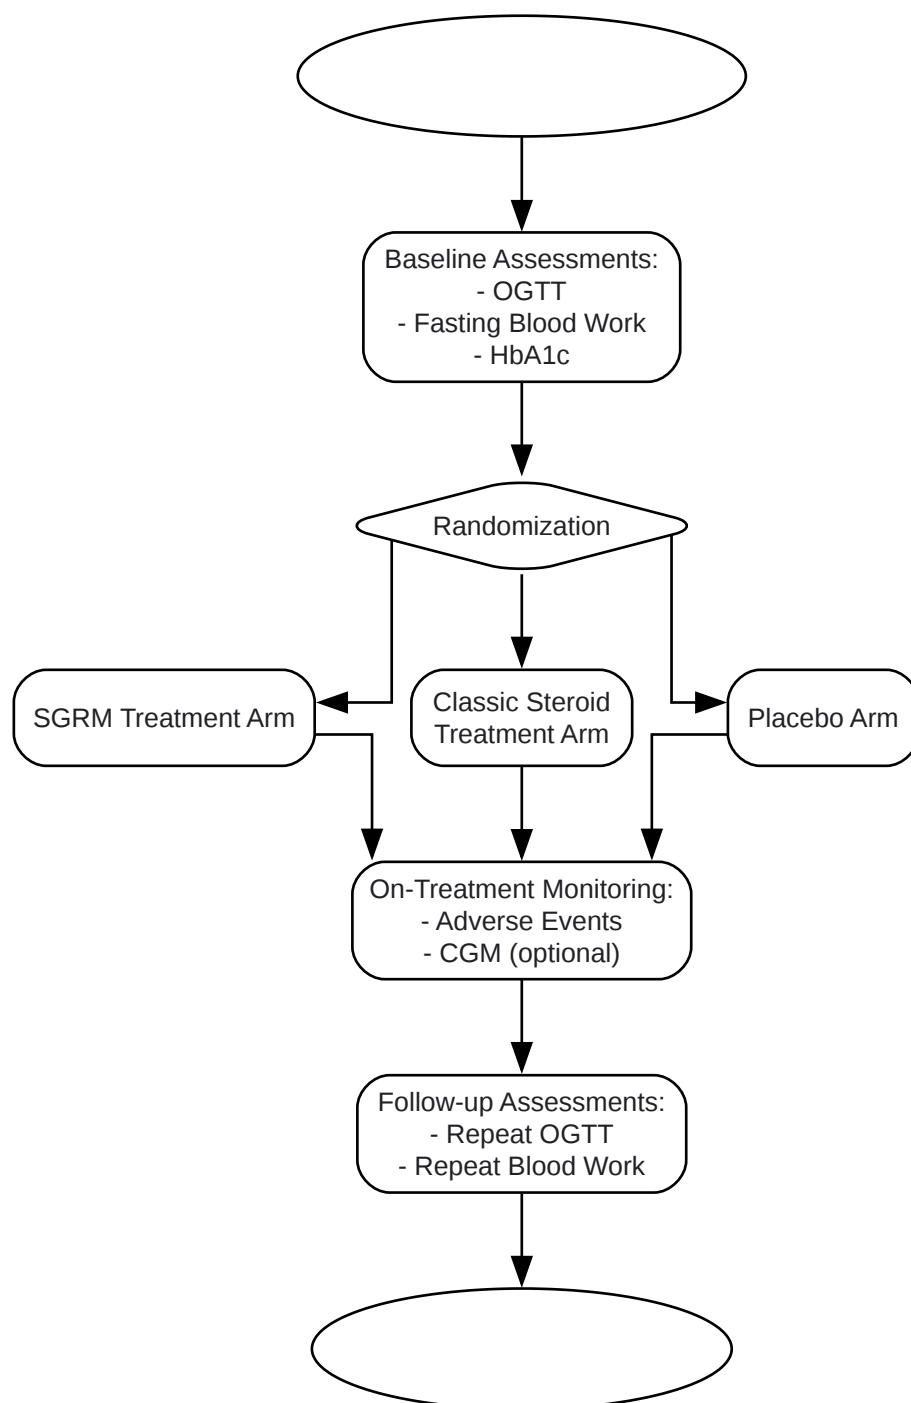 Baseline Assessments:
- OGTT
- Fasting Blood Work
- HbA1c
Randomization
SGRM Treatment Arm
Classic Steroid
Treatment Arm
Placebo Arm
On-Treatment Monitoring:
- Adverse Events
- CGM (optional)
Follow-up Assessments:
- Repeat OGTT
- Repeat Blood Work